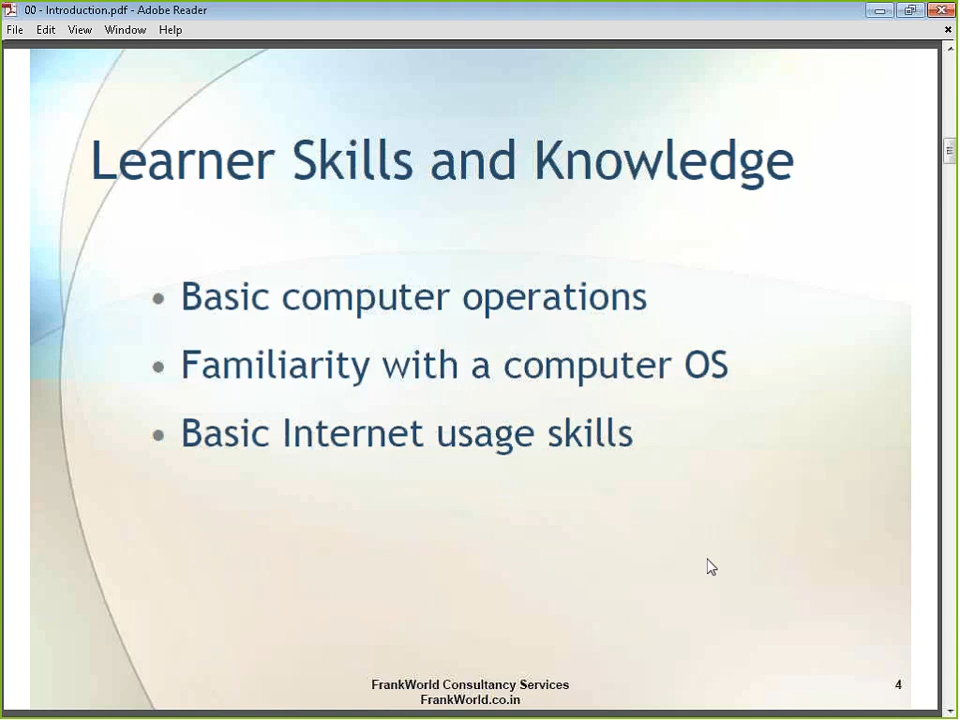 00 - Introduction.pdf - Adobe Reader
File Edit View Window Help
Learner Skills and Knowledge
• Basic computer operations
• Familiarity with a computer OS
• Basic Internet usage skills
FrankWorld Consultancy Services
FrankWorld.co.in
4